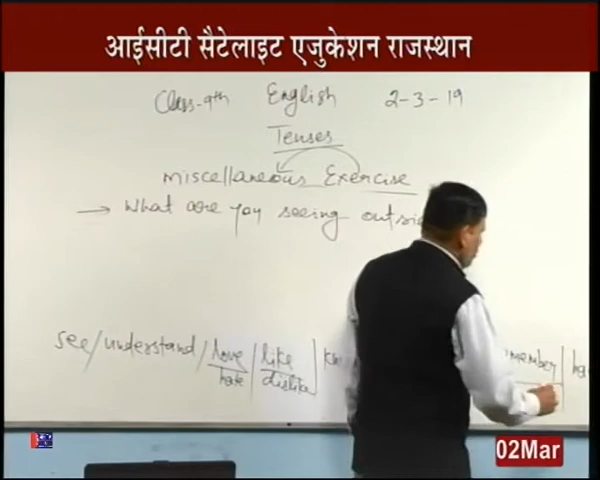 आईसीटी सैटेलाइट एजुकेशन राजस्थान
Class-9th English 2-3-19
Tenses
Miscellaneous Exercise
→ What are you seeing
see/understand/love/hate|like/dislike|
02Mar